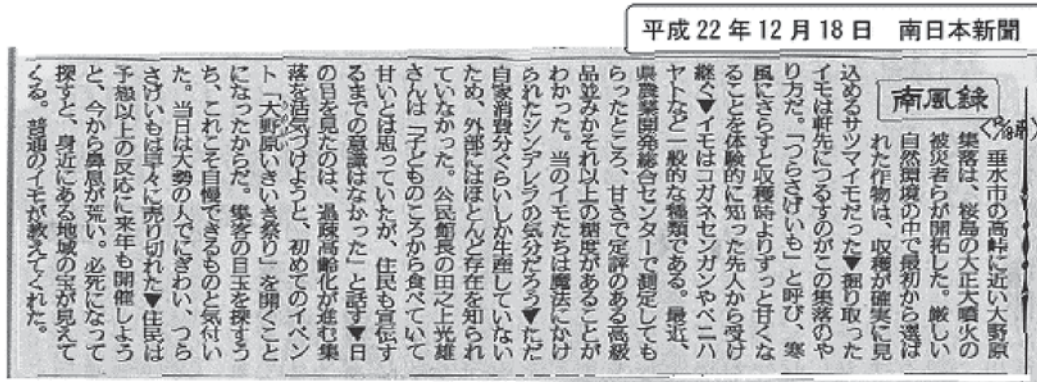 平成22年12月18日 南日本新聞
南風録
垂水市の高峠に近い大野原
集落は、桜島の大正大噴火の
被災者らが開拓した。厳しい
自然環境の中で最初から選ば
れた作物は、収穫が確実に見
込めるサツマイモだった▼掘り取った
イモは軒先につるすのがこの集落のや
り方だ。「つらさげいも」と呼び、寒
風にさらすと収穫時よりずっと甘くな
ることを体験的に知った先人から受け
継ぐ▼イモはコガネセンガンやベニハ
ヤトなど一般的な種類である。最近、
県農業開発総合センターで測定しても
らったところ、甘さで定評のある高級
品並みかそれ以上の糖度があることが
わかった。当のイモたちは魔法にかけ
られたシンデレラの気分だろう▼ただ
自家消費分ぐらいしか生産していない
ため、外部にはほとんど存在を知られ
ていなかった。公民館長の田之上光雄
さんは「子どものころから食べていて
甘いとは思っていたが、住民も宣伝す
るまでの意識はなかった」と話す▼日
の目を見たのは、過疎高齢化が進む集
落を活気づけようと、初めてのイベン
ト「大野原いきいき祭り」を開くこと
になったからだ。集客の目玉を探すう
ち、これこそ自慢できるものと気付い
た。当日は大勢の人でにぎわい、つら
さげいもは早々に売り切れた▼住民は
予想以上の反応に来年も開催しよう
と、今から鼻息が荒い。必死になって
探すと、身近にある地域の宝が見えて
くる。普通のイモが教えてくれた。